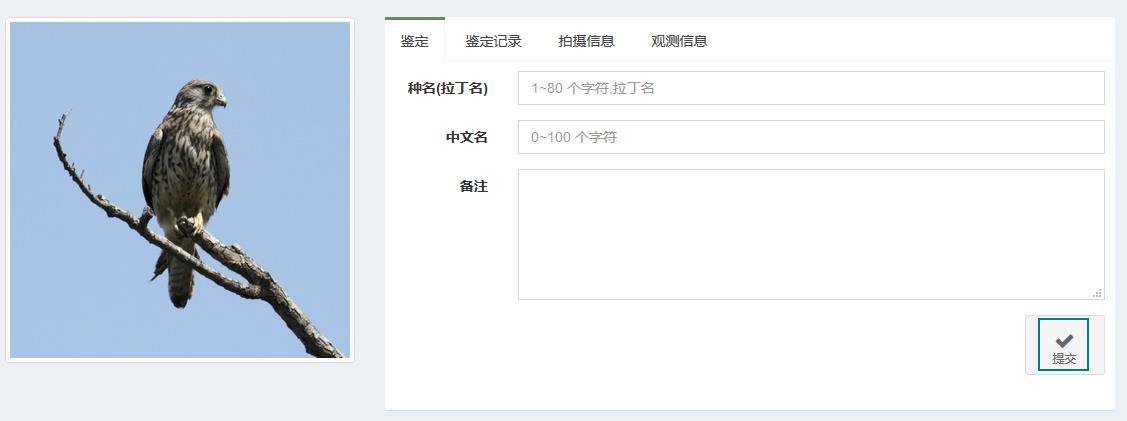 鉴定 鉴定记录 拍摄信息 观测信息
种名(拉丁名) 1~80 个字符,拉丁名
中文名 0~100 个字符
备注
提交